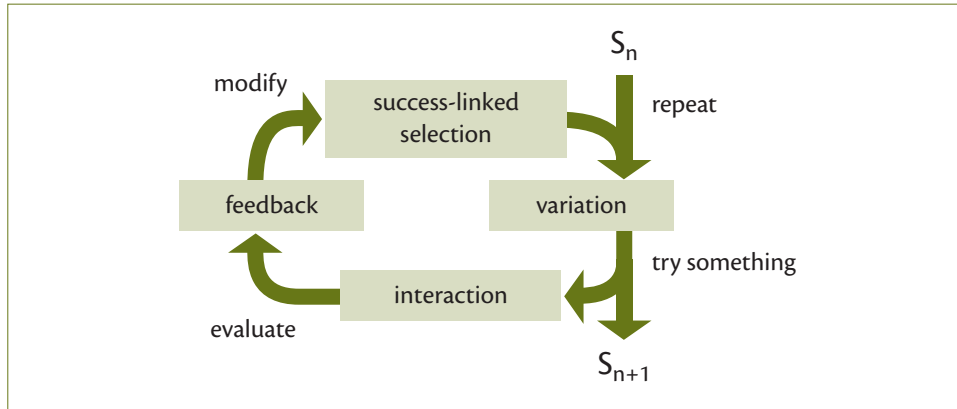 Sₙ
modify
success-linked
selection
repeat
feedback
variation
try something
interaction
evaluate
Sₙ₊₁